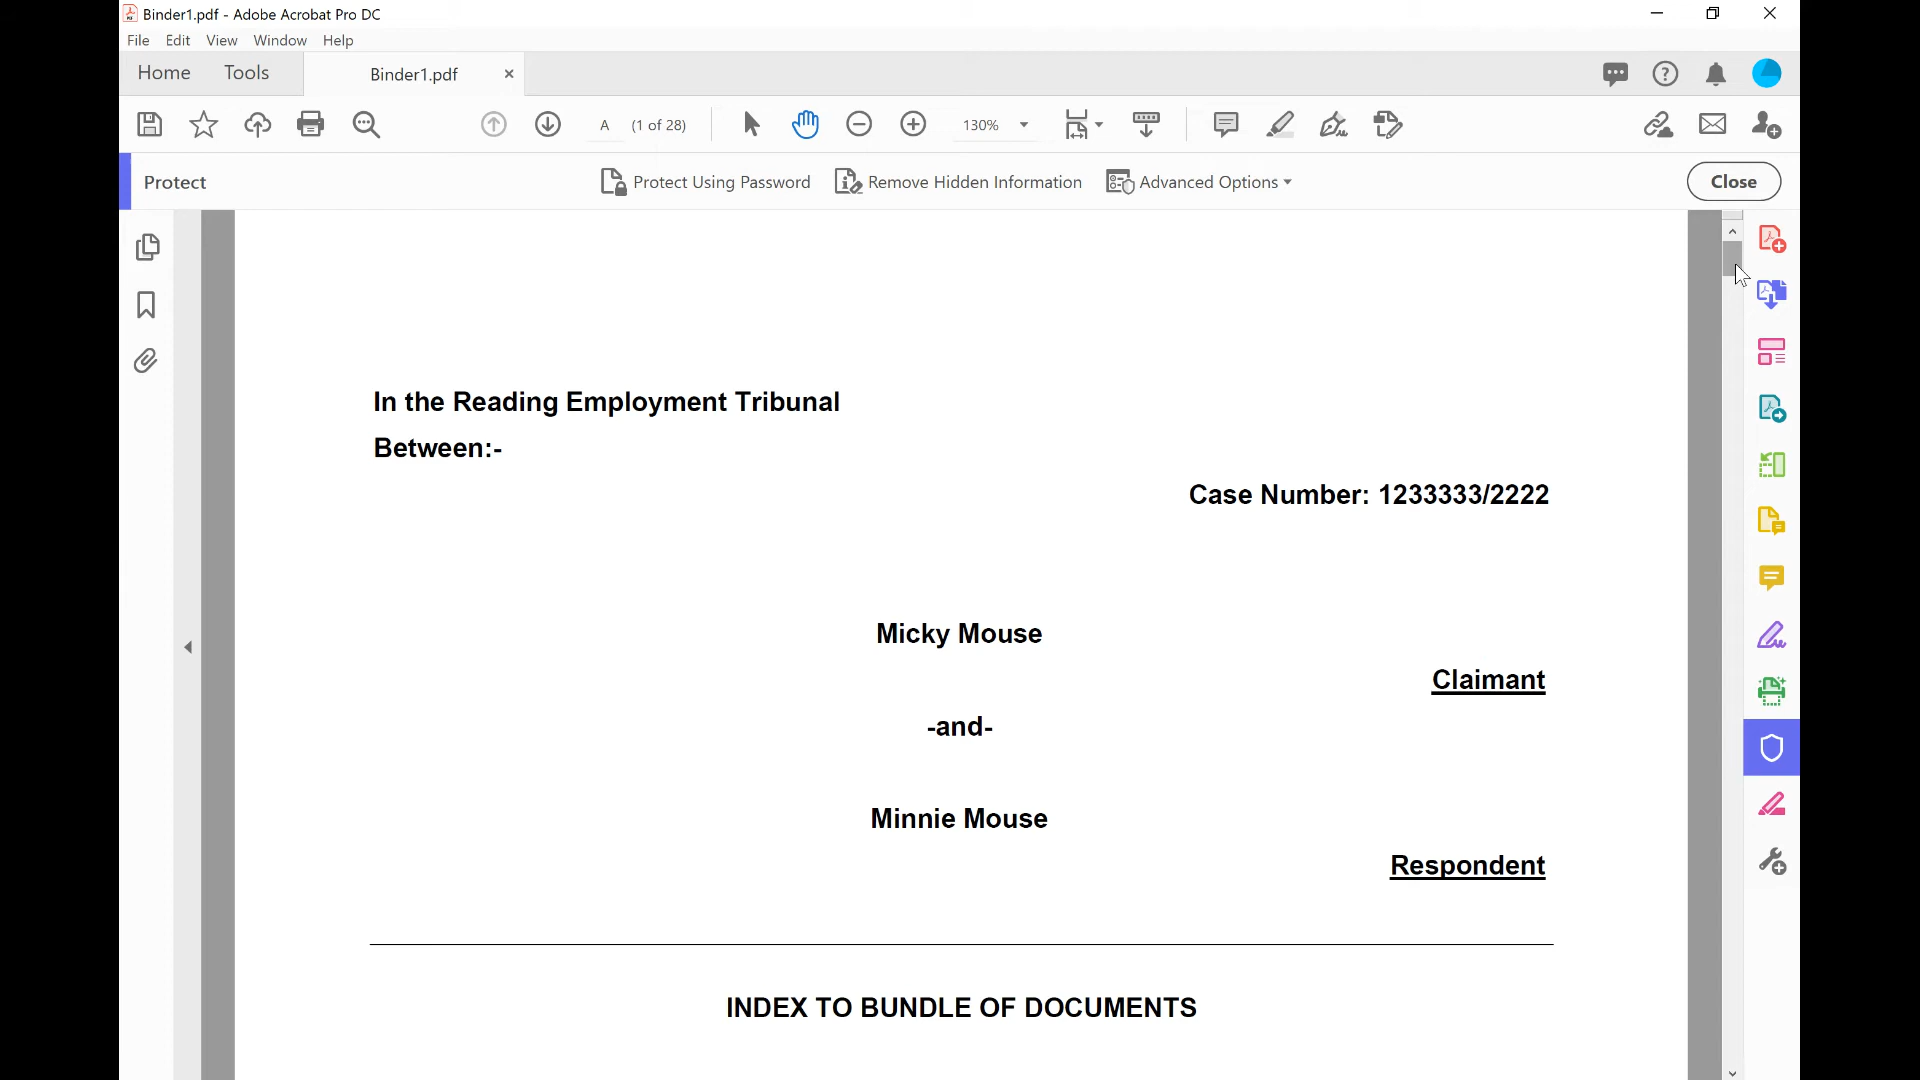 Binder1.pdf - Adobe Acrobat Pro DC
File Edit View Window Help
Home Tools Binder1.pdf
A (1 of 28) 130%
Protect Protect Using Password Remove Hidden Information Advanced Options Close
In the Reading Employment Tribunal
Between:-
Case Number: 1233333/2222
Micky Mouse
Claimant
-and-
Minnie Mouse
Respondent
INDEX TO BUNDLE OF DOCUMENTS